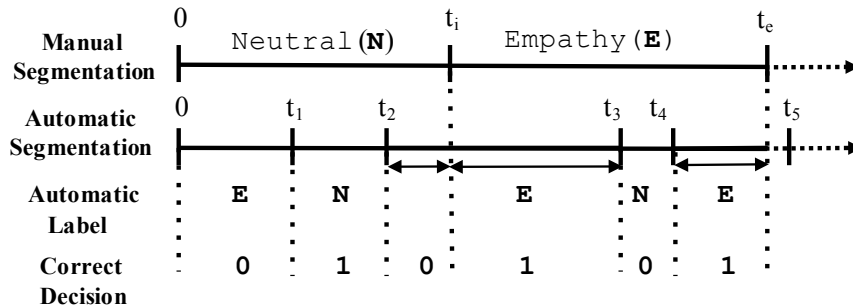 0 t_i t_e
Manual Segmentation Neutral(N) Empathy(E)
0 t_1 t_2 t_3 t_4 t_5
Automatic Segmentation
Automatic Label E N E N E
Correct Decision 0 1 0 1 0 1